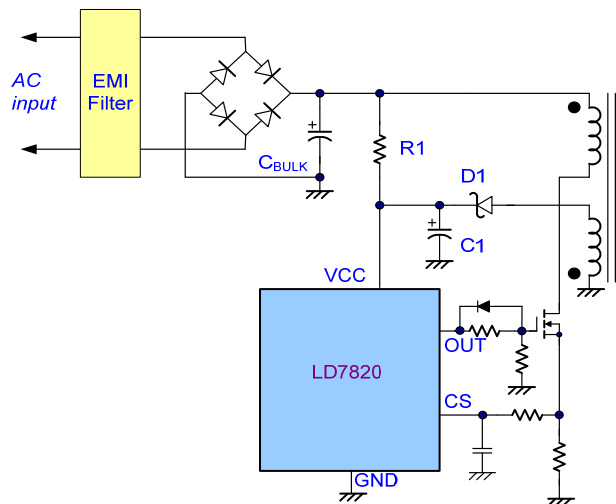 AC
input
EMI
Filter
+
CBULK
R1
D1
+
C1
VCC
OUT
LD7820
CS
GND